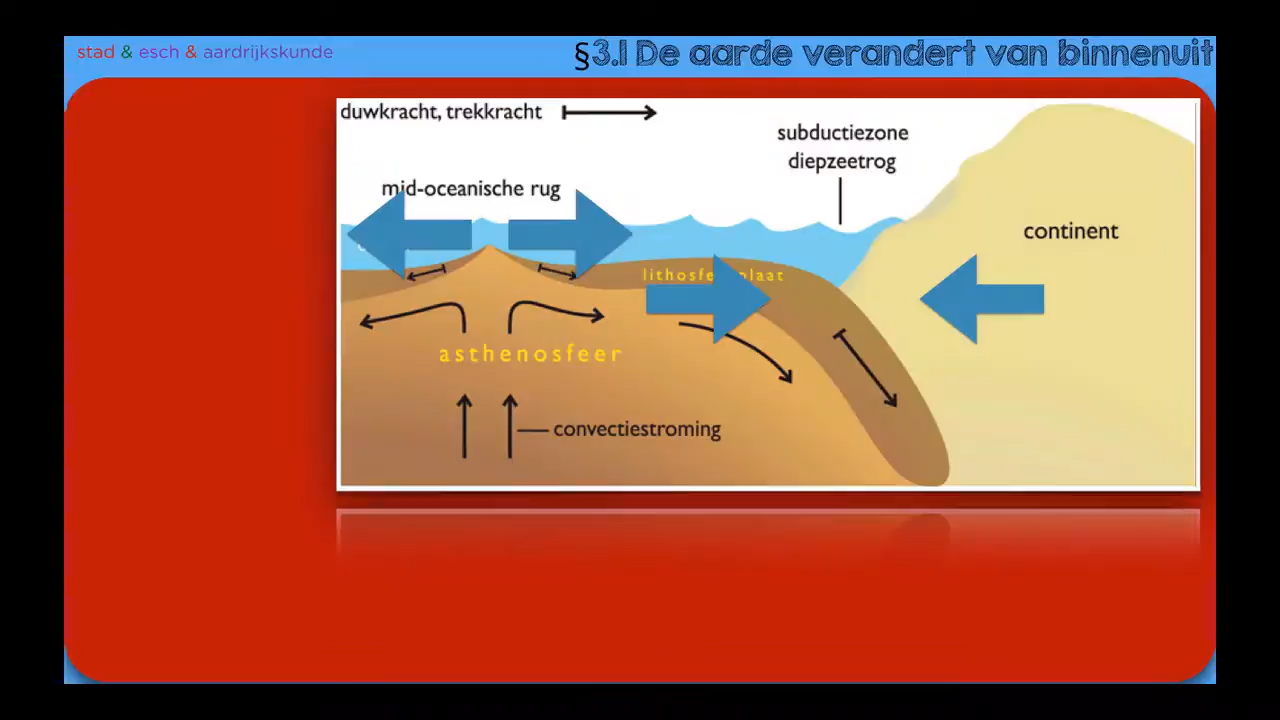 stad & esch & aardrijkskunde
§3.1 De aarde verandert van binnenuit
duwkracht, trekkracht
subductiezone
diepzeetrog
mid-oceanische rug
continent
asthenosfeer
convectiestroming